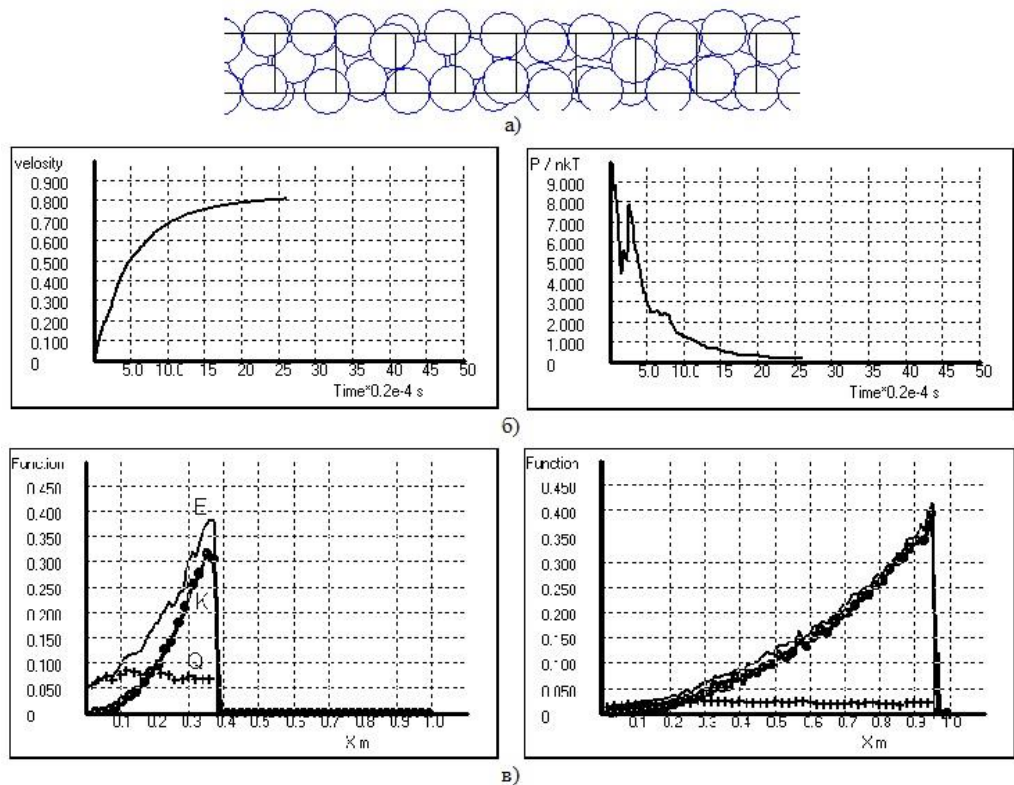 а)
velosity
0.900
0.800
0.700
0.600
0.500
0.400
0.300
0.200
0.100
0
5.0 10.0 15 20 25 30 35 40 45 50
Time*0.2e-4 s
P / nkT
9.000
8.000
7.000
6.000
5.000
4.000
3.000
2.000
1.000
0
5.0 10.0 15 20 25 30 35 40 45 50
Time*0.2e-4 s
б)
Function
0.450
0.400
0.350
0.300
0.250
0.200
0.150
0.100
0.050
0
E
K
Q
0.1 0.2 0.3 0.4 0.5 0.6 0.7 0.8 0.9 1.0
X m
Function
0.450
0.400
0.350
0.300
0.250
0.200
0.150
0.100
0.050
0
0.1 0.2 0.3 0.4 0.5 0.6 0.7 0.8 0.9 1.0
X m
в)